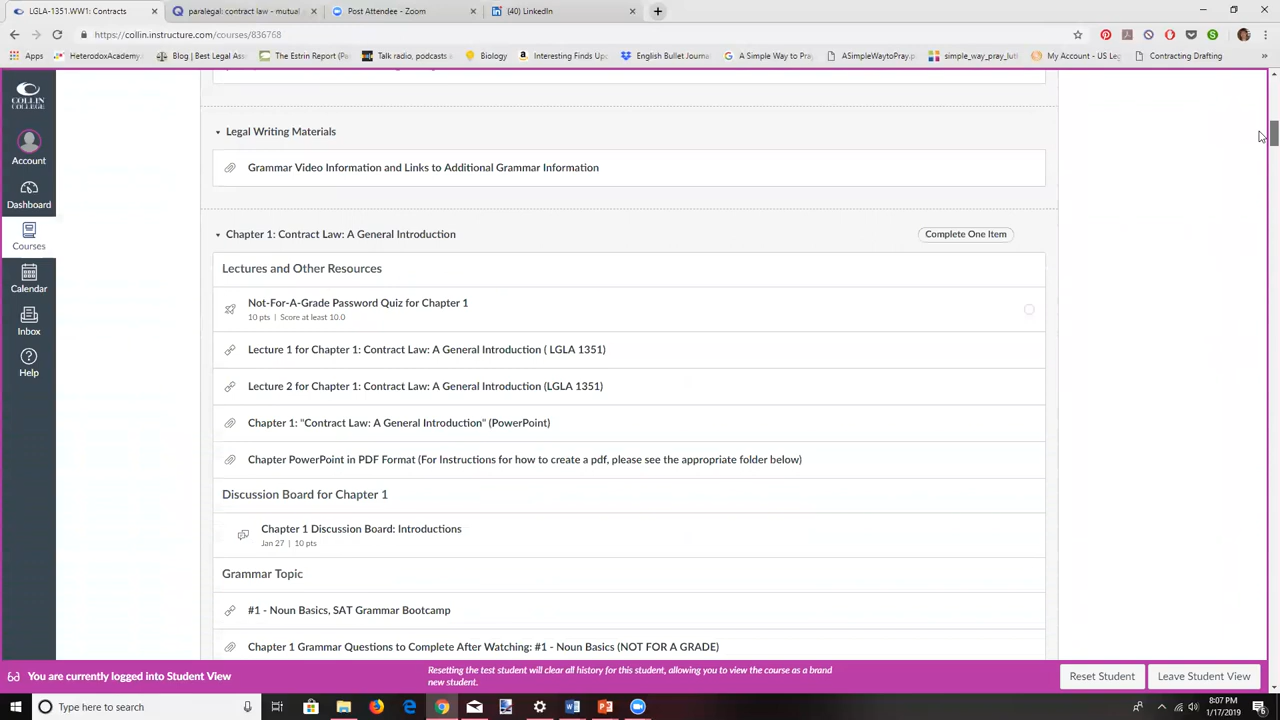 LGLA-1351.WW1: Contracts
paralegal: contract law - mutual
Post Attendee - Zoom
(40) LinkedIn
https://collin.instructure.com/courses/836768
Apps
HeterodoxAcademy.
Blog | Best Legal Asse
The Estrin Report (Pe
Talk radio, podcasts &
Biology
Interesting Finds Upd
English Bullet Journal
A Simple Way to Pray
ASimpleWaytoPray.pd
simple_way_pray_luth
My Account - US Leg
Contracting Drafting
COLLIN
COLLEGE
Account
Dashboard
Courses
Calendar
Inbox
Help
Legal Writing Materials
Grammar Video Information and Links to Additional Grammar Information
Chapter 1: Contract Law: A General Introduction
Complete One Item
Lectures and Other Resources
Not-For-A-Grade Password Quiz for Chapter 1
10 pts | Score at least 10.0
Lecture 1 for Chapter 1: Contract Law: A General Introduction ( LGLA 1351)
Lecture 2 for Chapter 1: Contract Law: A General Introduction (LGLA 1351)
Chapter 1: "Contract Law: A General Introduction" (PowerPoint)
Chapter PowerPoint in PDF Format (For Instructions for how to create a pdf, please see the appropriate folder below)
Discussion Board for Chapter 1
Chapter 1 Discussion Board: Introductions
Jan 27 | 10 pts
Grammar Topic
#1 - Noun Basics, SAT Grammar Bootcamp
Chapter 1 Grammar Questions to Complete After Watching: #1 - Noun Basics (NOT FOR A GRADE)
You are currently logged into Student View
Resetting the test student will clear all history for this student, allowing you to view the course as a brand
new student.
Reset Student
Leave Student View
Type here to search
8:07 PM
1/17/2019